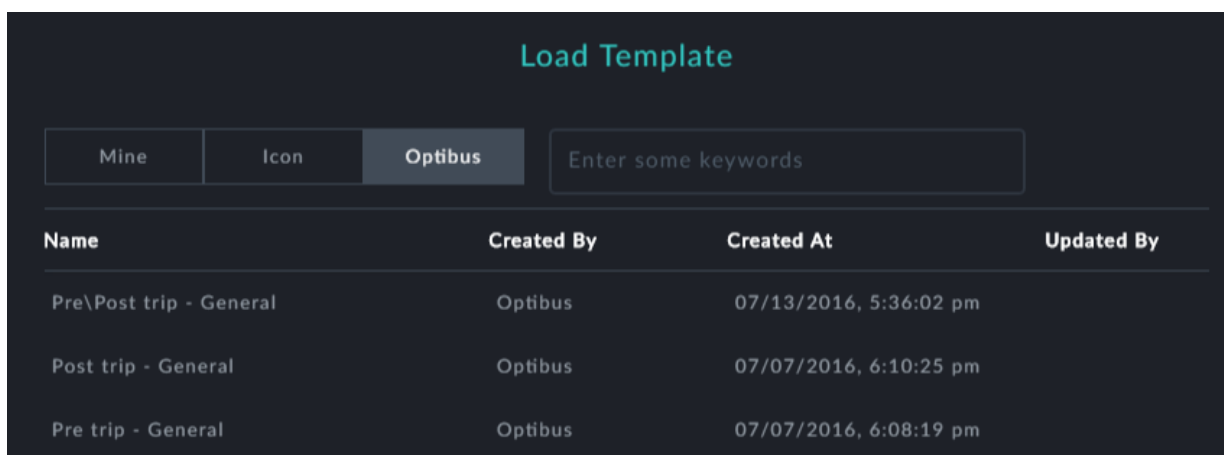 Load Template
Mine Icon Optibus Enter some keywords
Name Created By Created At Updated By
Pre\Post trip - General Optibus 07/13/2016, 5:36:02 pm
Post trip - General Optibus 07/07/2016, 6:10:25 pm
Pre trip - General Optibus 07/07/2016, 6:08:19 pm